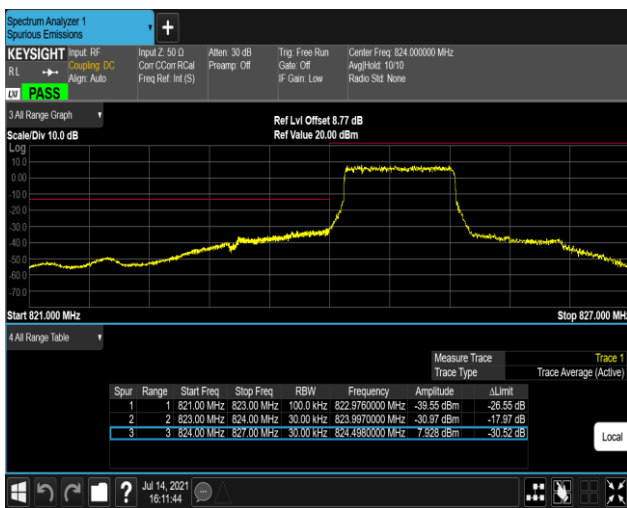 Spectrum Analyzer 1
Spurious Emissions
+
KEYSIGHT Input: RF Input Z: 50 Ω Atten: 30 dB Trig: Free Run Center Freq: 824.000000 MHz
RL Coupling: DC Corr CCorr RCal Preamp: Off Gate: Off Avg|Hold: 10/10
Align: Auto Freq Ref: Int (S) IF Gain: Low Radio Std: None
LXI PASS
3 All Range Graph
Ref Lvl Offset 8.77 dB
Scale/Div 10.0 dB Ref Value 20.00 dBm
Log
10.0
0.00
-10.0
-20.0
-30.0
-40.0
-50.0
-60.0
-70.0
Start 821.000 MHz Stop 827.000 MHz
4 All Range Table
Measure Trace Trace 1
Trace Type Trace Average (Active)
Spur Range Start Freq Stop Freq RBW Frequency Amplitude ΔLimit
1 1 821.00 MHz 823.00 MHz 100.0 kHz 822.9760000 MHz -39.55 dBm -26.55 dB
2 2 823.00 MHz 824.00 MHz 30.00 kHz 823.9970000 MHz -30.97 dBm -17.97 dB
3 3 824.00 MHz 827.00 MHz 30.00 kHz 824.4980000 MHz 7.928 dBm -30.52 dB
Local
? Jul 14, 2021
16:11:44